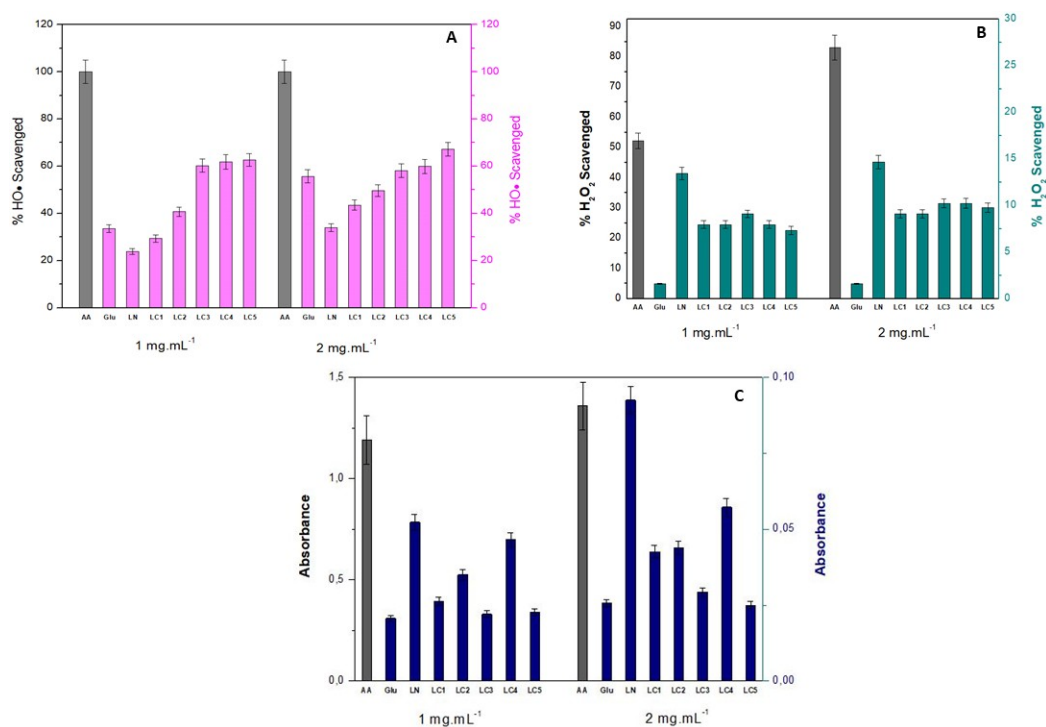 A
% HO• Scavenged
120
100
80
60
40
20
0
120
100
80
60
40
20
0
% HO• Scavenged
AA Glu LN LC1 LC2 LC3 LC4 LC5 AA Glu LN LC1 LC2 LC3 LC4 LC5
1 mg.mL⁻¹ 2 mg.mL⁻¹
B
% H₂O₂ Scavenged
90
80
70
60
50
40
30
20
10
0
30
25
20
15
10
5
0
% H₂O₂ Scavenged
AA Glu LN LC1 LC2 LC3 LC4 LC5 AA Glu LN LC1 LC2 LC3 LC4 LC5
1 mg.mL⁻¹ 2 mg.mL⁻¹
C
Absorbance
1,5
1,0
0,5
0,0
0,10
0,05
0,00
Absorbance
AA Glu LN LC1 LC2 LC3 LC4 LC5 AA Glu LN LC1 LC2 LC3 LC4 LC5
1 mg.mL⁻¹ 2 mg.mL⁻¹